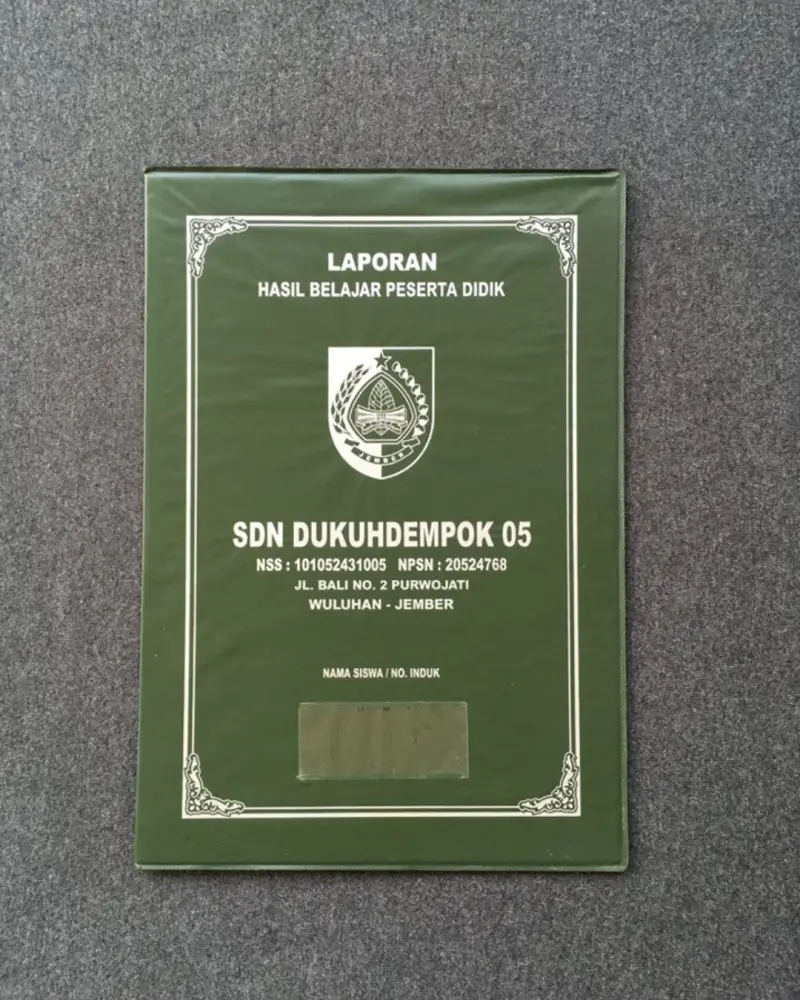 LAPORAN
HASIL BELAJAR PESERTA DIDIK
JEMBER
SDN DUKUHDEMPOK 05
NSS : 101052431005 NPSN : 20524768
JL. BALI NO. 2 PURWOJATI
WULUHAN - JEMBER
NAMA SISWA / NO. INDUK